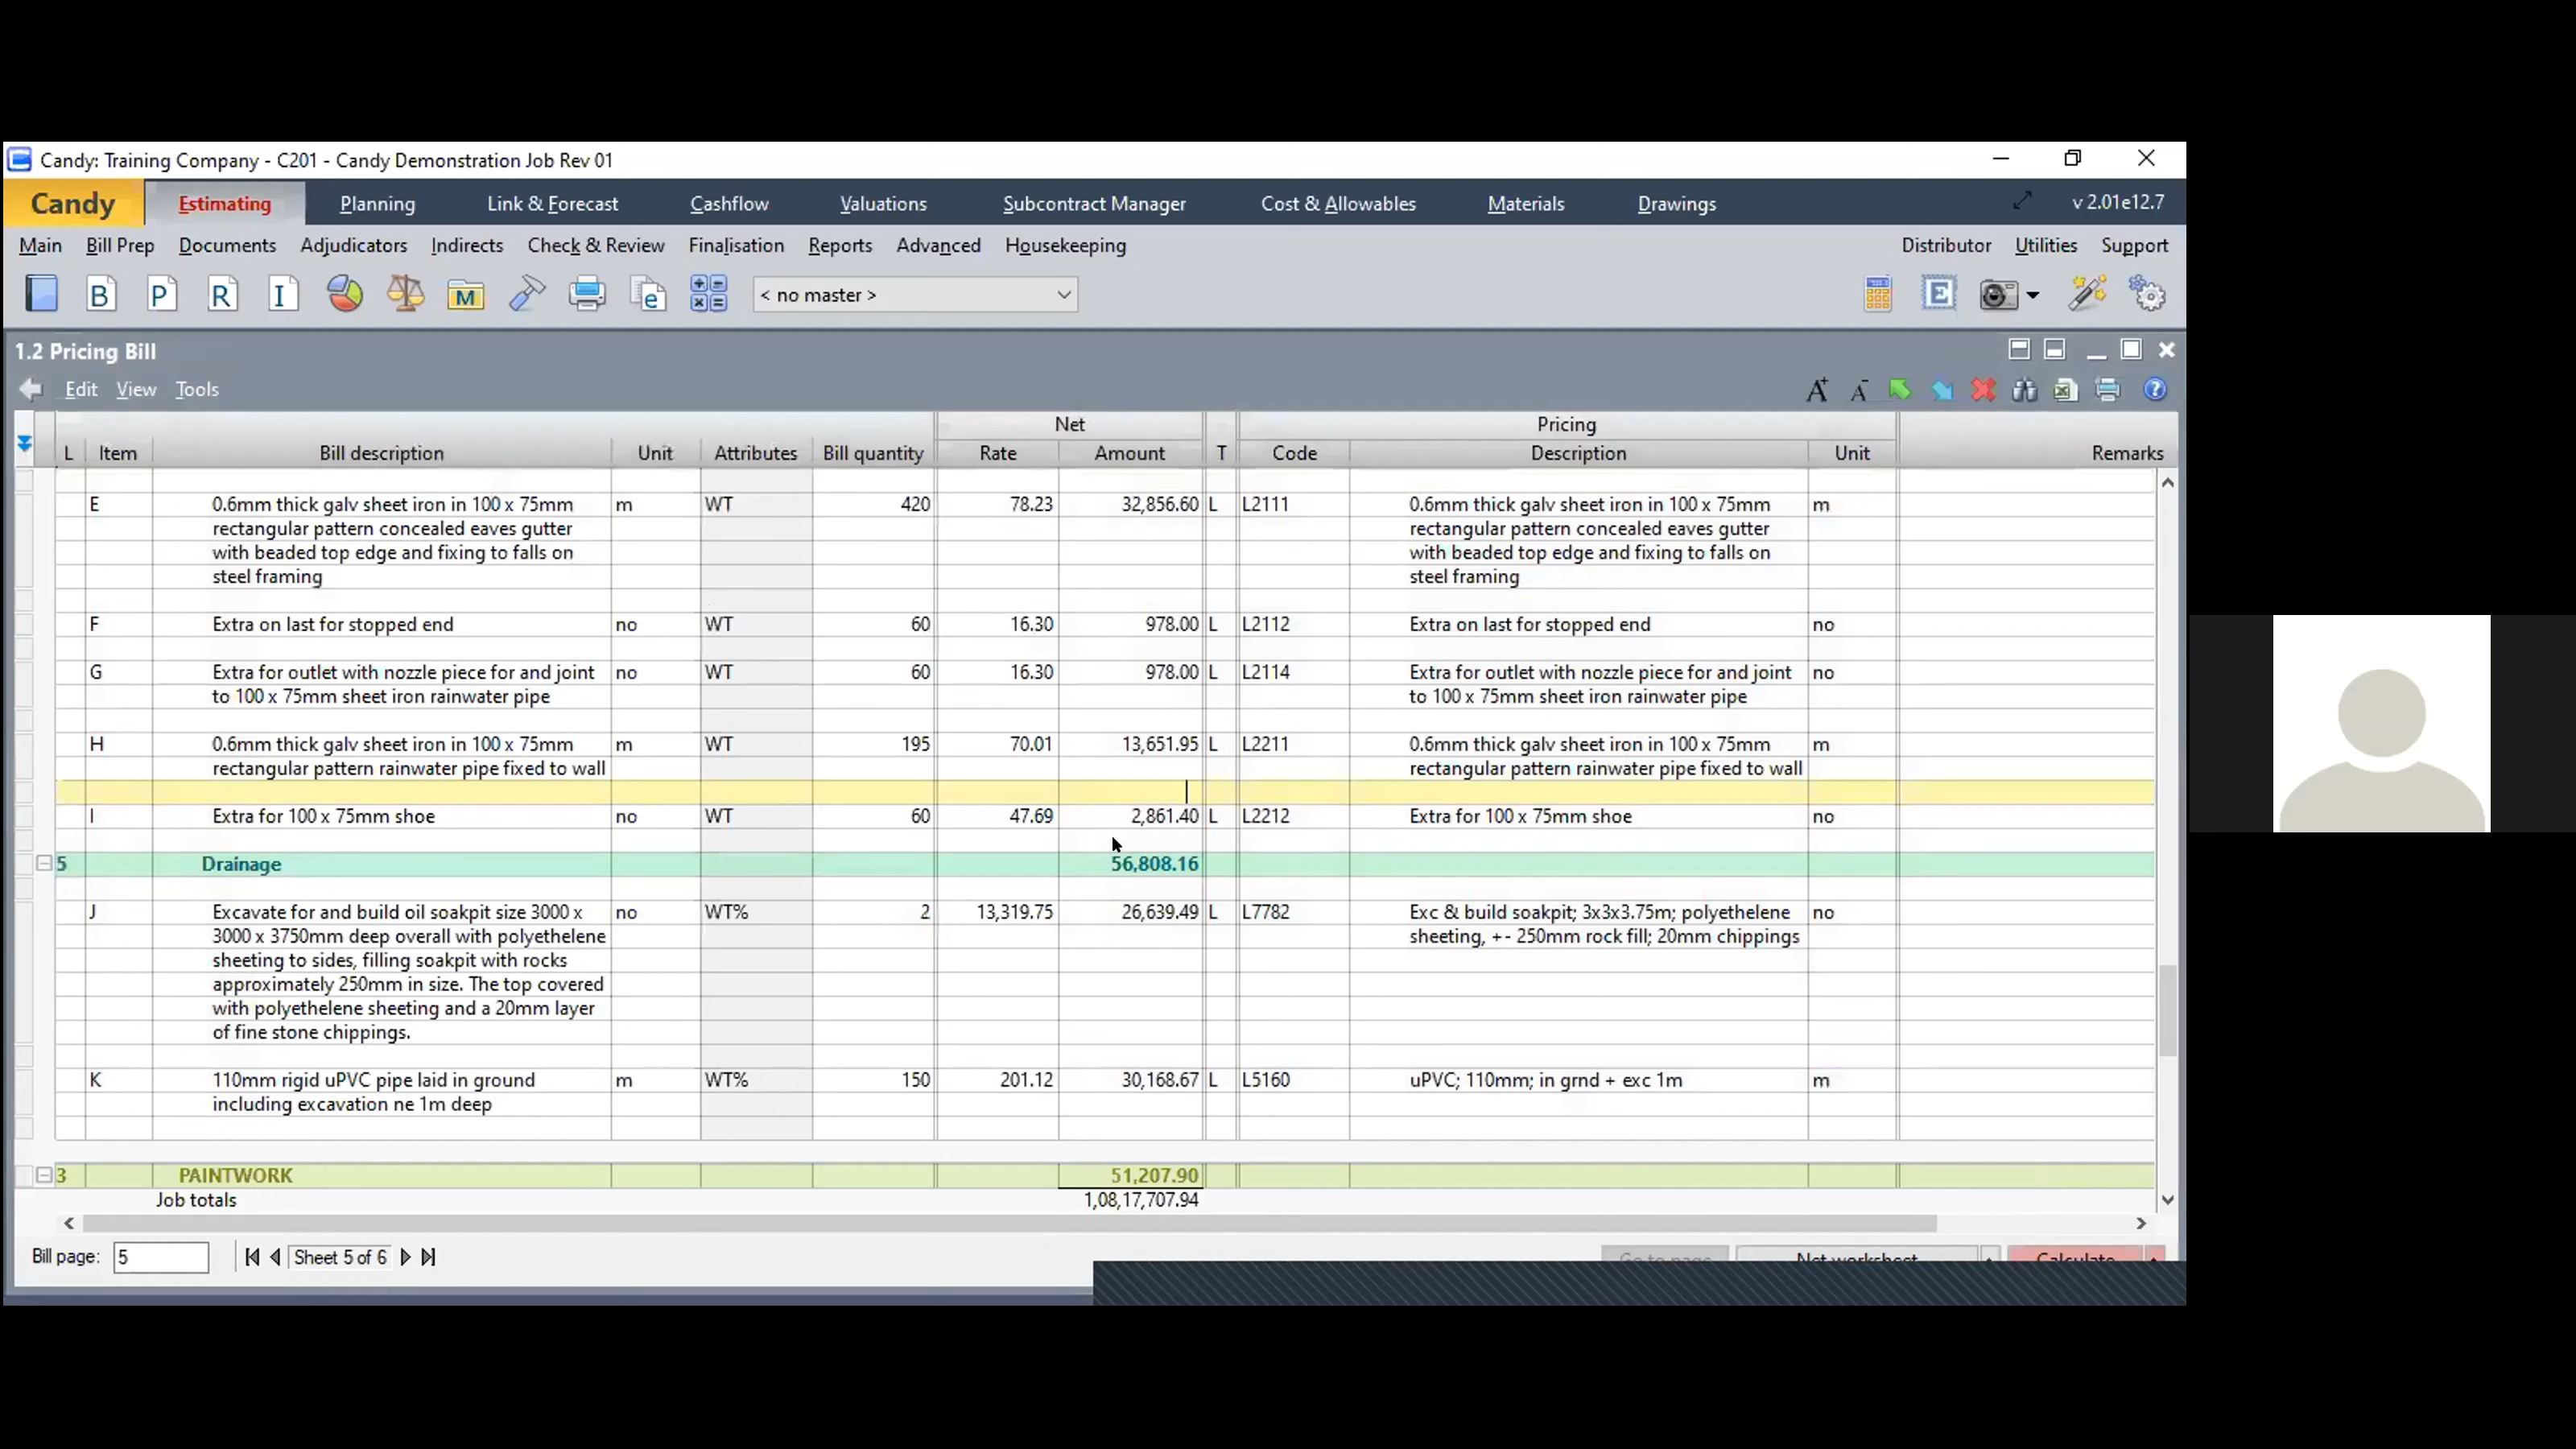 Candy: Training Company - C201 - Candy Demonstration Job Rev 01
Candy Estimating Planning Link & Forecast Cashflow Valuations Subcontract Manager Cost & Allowables Materials Drawings v 2.01e12.7
Main Bill Prep Documents Adjudicators Indirects Check & Review Finalisation Reports Advanced Housekeeping Distributor Utilities Support
B P R I M e < no master > E
1.2 Pricing Bill
Edit View Tools A+ A-
Net Pricing
L Item Bill description Unit Attributes Bill quantity Rate Amount T Code Description Unit Remarks
E 0.6mm thick galv sheet iron in 100 x 75mm m WT 420 78.23 32,856.60 L L2111 0.6mm thick galv sheet iron in 100 x 75mm m
rectangular pattern concealed eaves gutter rectangular pattern concealed eaves gutter
with beaded top edge and fixing to falls on with beaded top edge and fixing to falls on
steel framing steel framing
F Extra on last for stopped end no WT 60 16.30 978.00 L L2112 Extra on last for stopped end no
G Extra for outlet with nozzle piece for and joint no WT 60 16.30 978.00 L L2114 Extra for outlet with nozzle piece for and joint no
to 100 x 75mm sheet iron rainwater pipe to 100 x 75mm sheet iron rainwater pipe
H 0.6mm thick galv sheet iron in 100 x 75mm m WT 195 70.01 13,651.95 L L2211 0.6mm thick galv sheet iron in 100 x 75mm m
rectangular pattern rainwater pipe fixed to wall rectangular pattern rainwater pipe fixed to wall
I Extra for 100 x 75mm shoe no WT 60 47.69 2,861.40 L L2212 Extra for 100 x 75mm shoe no
5 Drainage 56,808.16
J Excavate for and build oil soakpit size 3000 x no WT% 2 13,319.75 26,639.49 L L7782 Exc & build soakpit; 3x3x3.75m; polyethelene no
3000 x 3750mm deep overall with polyethelene sheeting, +- 250mm rock fill; 20mm chippings
sheeting to sides, filling soakpit with rocks
approximately 250mm in size. The top covered
with polyethelene sheeting and a 20mm layer
of fine stone chippings.
K 110mm rigid uPVC pipe laid in ground m WT% 150 201.12 30,168.67 L L5160 uPVC; 110mm; in grnd + exc 1m m
including excavation ne 1m deep
3 PAINTWORK 51,207.90
Job totals 1,08,17,707.94
Bill page: 5 Sheet 5 of 6 Go to page Net worksheet Calculate